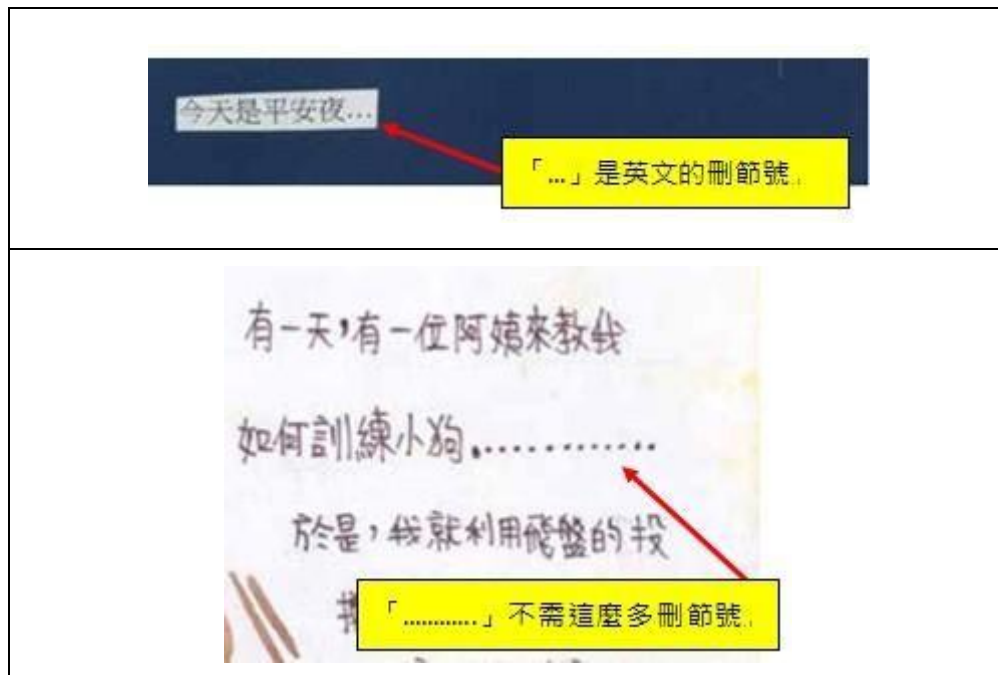 今天是平安夜...
「...」是英文的刪節號。
有一天,有一位阿姨來教我
如何訓練小狗.............
於是,我就利用飛盤的投
「............」不需這麼多刪節號。